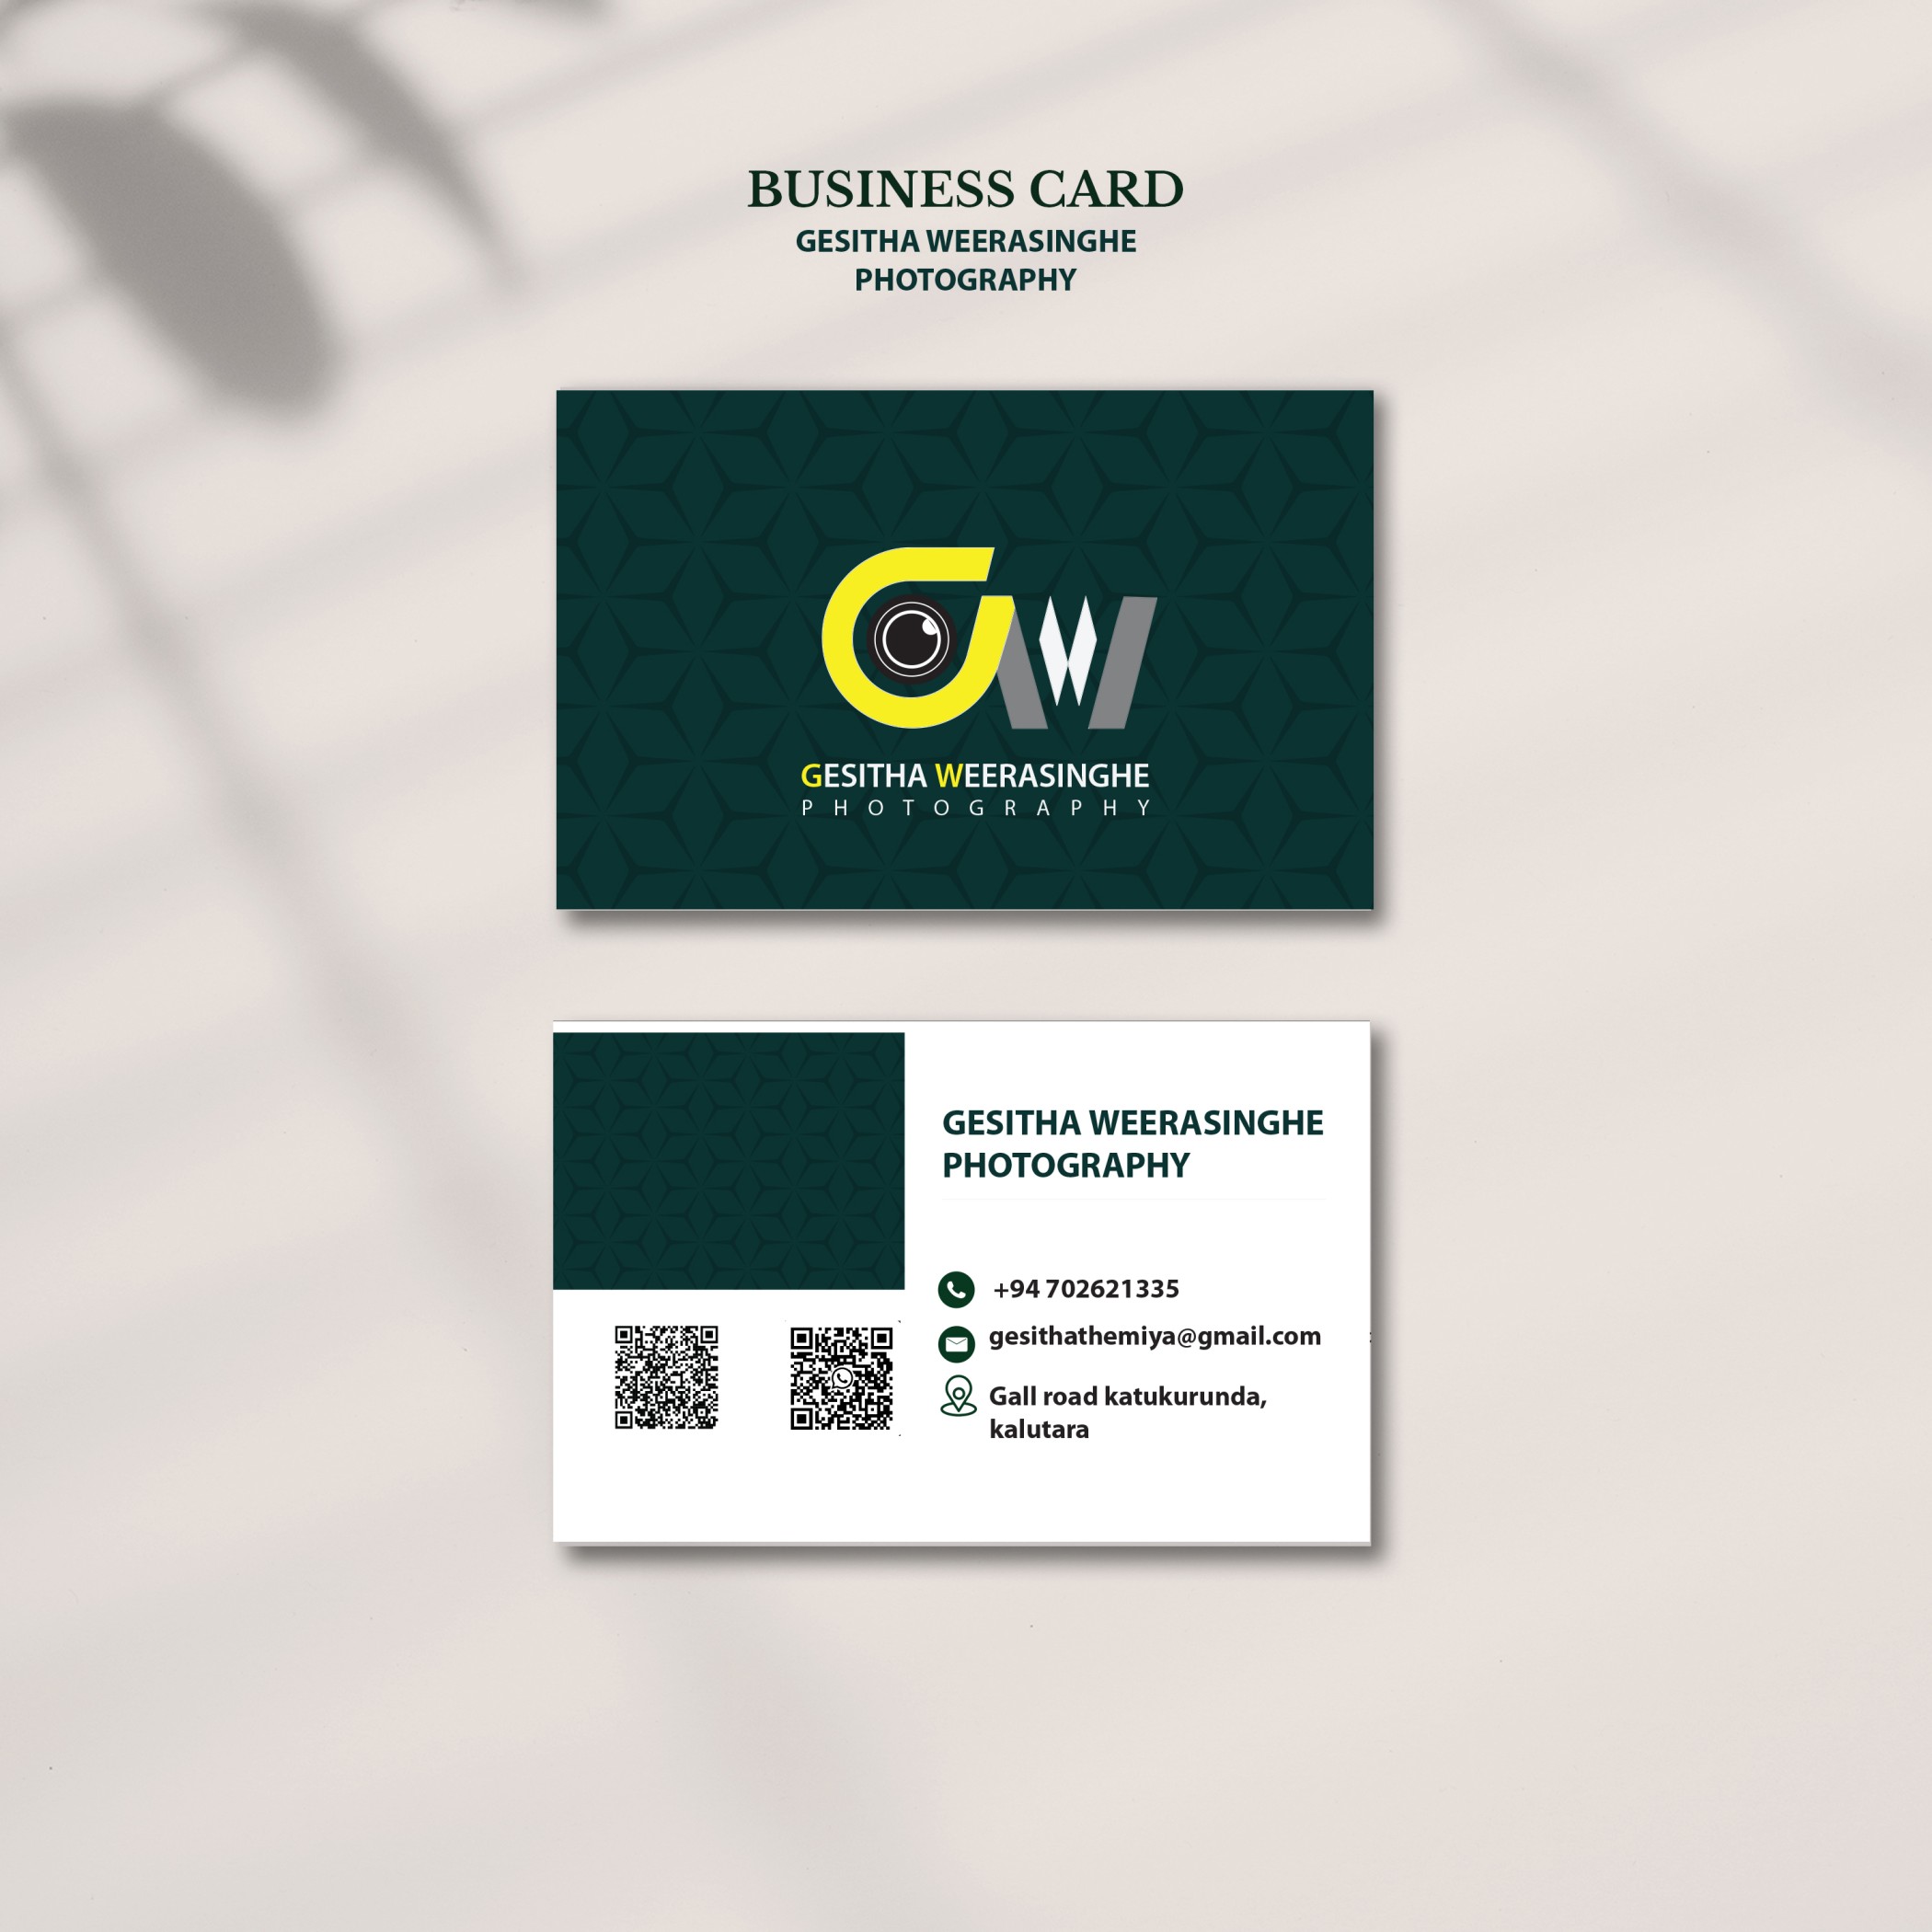 BUSINESS CARD
GESITHA WEERASINGHE
PHOTOGRAPHY
GW
GESITHA WEERASINGHE
PHOTOGRAPHY
GESITHA WEERASINGHE
PHOTOGRAPHY
+94 702621335
gesithathemiya@gmail.com
Gall road katukurunda,
kalutara